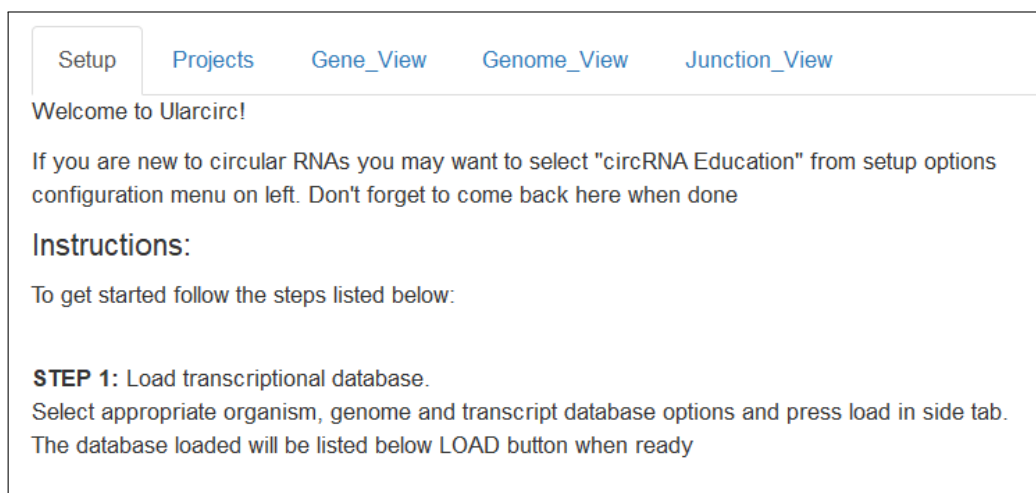 Setup Projects Gene_View Genome_View Junction_View
Welcome to Ularcirc!
If you are new to circular RNAs you may want to select "circRNA Education" from setup options
configuration menu on left. Don't forget to come back here when done
Instructions:
To get started follow the steps listed below:
STEP 1: Load transcriptional database.
Select appropriate organism, genome and transcript database options and press load in side tab.
The database loaded will be listed below LOAD button when ready